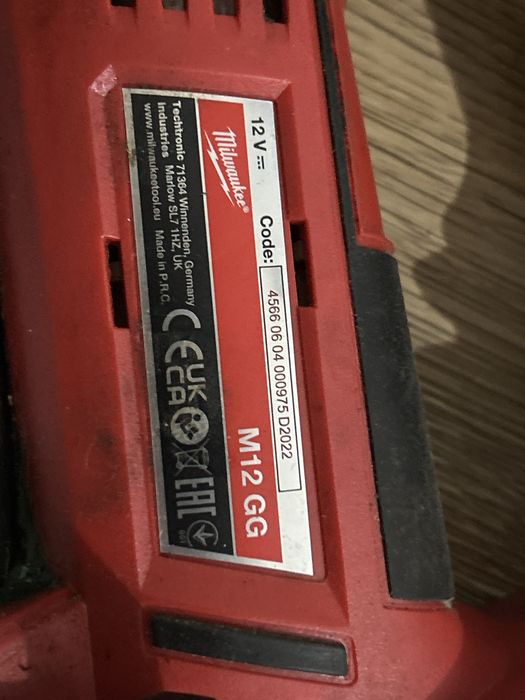 12 V
Code: 4566 06 04 000975 D2022
Milwaukee®
M12 GG
Techtronic 71364 Winnenden, Germany
Industries Marlow SL7 1HZ, UK
www.milwaukeetool.eu Made in P.R.C.
CE
UK
CA
EAC